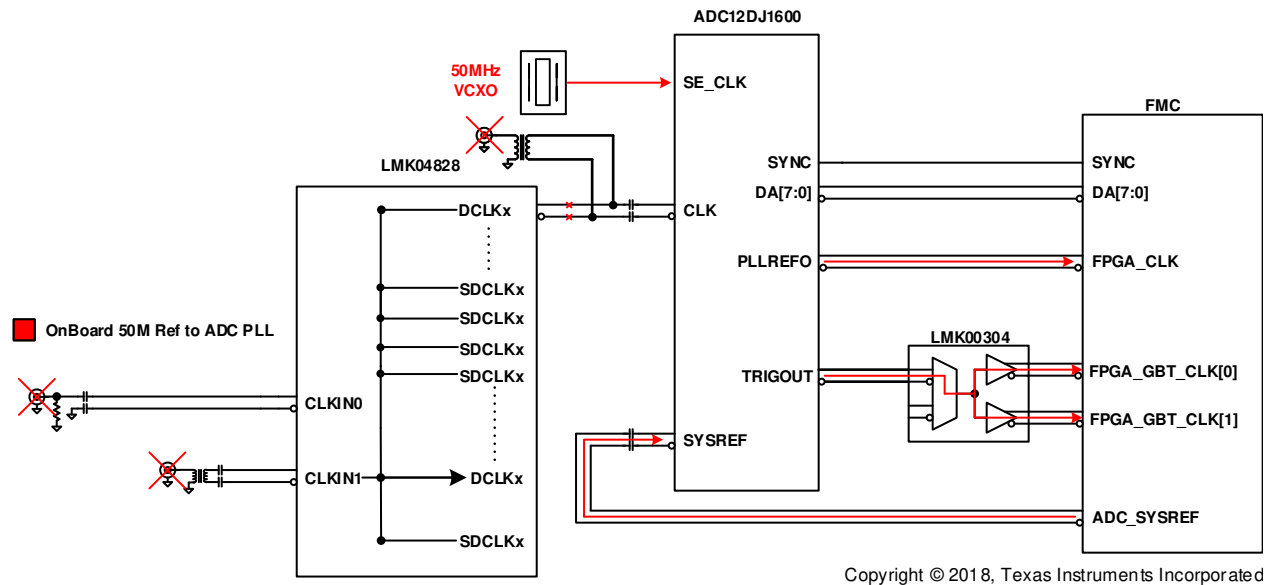 ADC12DJ1600
50MHz
VCXO
SE_CLK
FMC
LMK04828
SYNC
SYNC
DA[7:0]
DA[7:0]
DCLKx
CLK
PLLREFO
FPGA_CLK
SDCLKx
SDCLKx
OnBoard 50M Ref to ADC PLL
LMK00304
SDCLKx
SDCLKx
TRIGOUT
FPGA_GBT_CLK[0]
CLKIN0
FPGA_GBT_CLK[1]
SYSREF
CLKIN1
DCLKx
ADC_SYSREF
SDCLKx
Copyright © 2018, Texas Instruments Incorporated